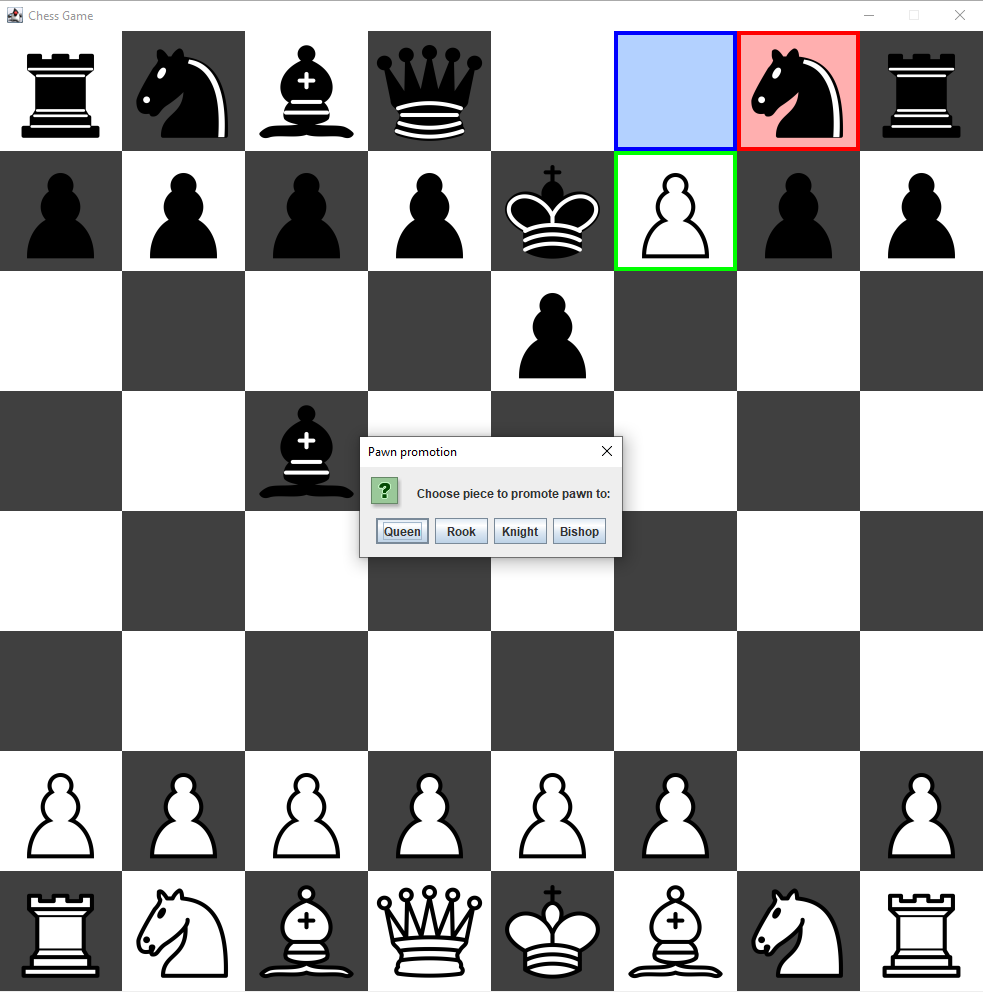 Chess Game
Pawn promotion
Choose piece to promote pawn to:
Queen Rook Knight Bishop